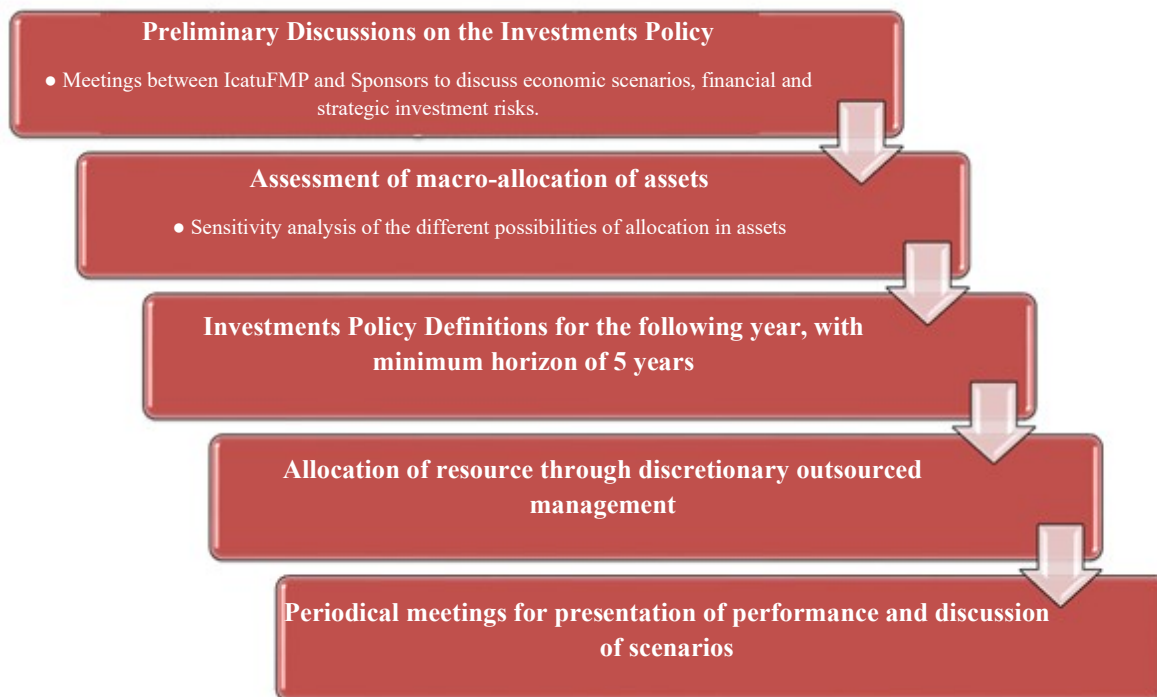 Preliminary Discussions on the Investments Policy
● Meetings between IcatuFMP and Sponsors to discuss economic scenarios, financial and
strategic investment risks.
Assessment of macro-allocation of assets
● Sensitivity analysis of the different possibilities of allocation in assets
Investments Policy Definitions for the following year, with
minimum horizon of 5 years
Allocation of resource through discretionary outsourced
management
Periodical meetings for presentation of performance and discussion
of scenarios